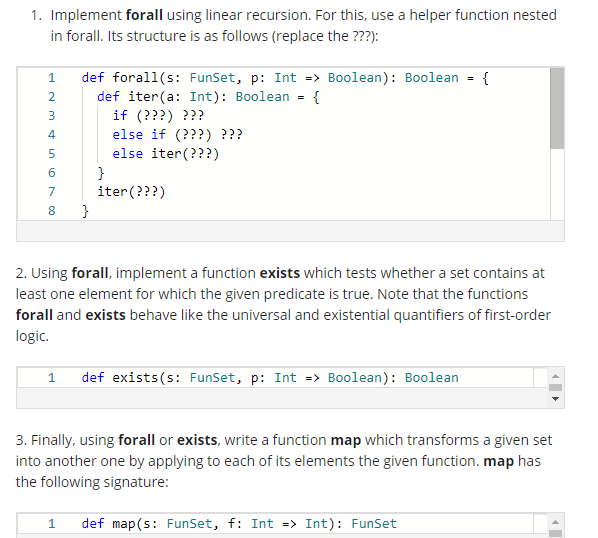 1. Implement forall using linear recursion. For this, use a helper function nested
in forall. Its structure is as follows (replace the ???):
1 def forall(s: FunSet, p: Int => Boolean): Boolean = {
2 def iter(a: Int): Boolean = {
3 if (???) ???
4 else if (???) ???
5 else iter(???)
6 }
7 iter(???)
8 }
2. Using forall, implement a function exists which tests whether a set contains at
least one element for which the given predicate is true. Note that the functions
forall and exists behave like the universal and existential quantifiers of first-order
logic.
1 def exists(s: FunSet, p: Int => Boolean): Boolean
3. Finally, using forall or exists, write a function map which transforms a given set
into another one by applying to each of its elements the given function. map has
the following signature:
1 def map(s: FunSet, f: Int => Int): FunSet